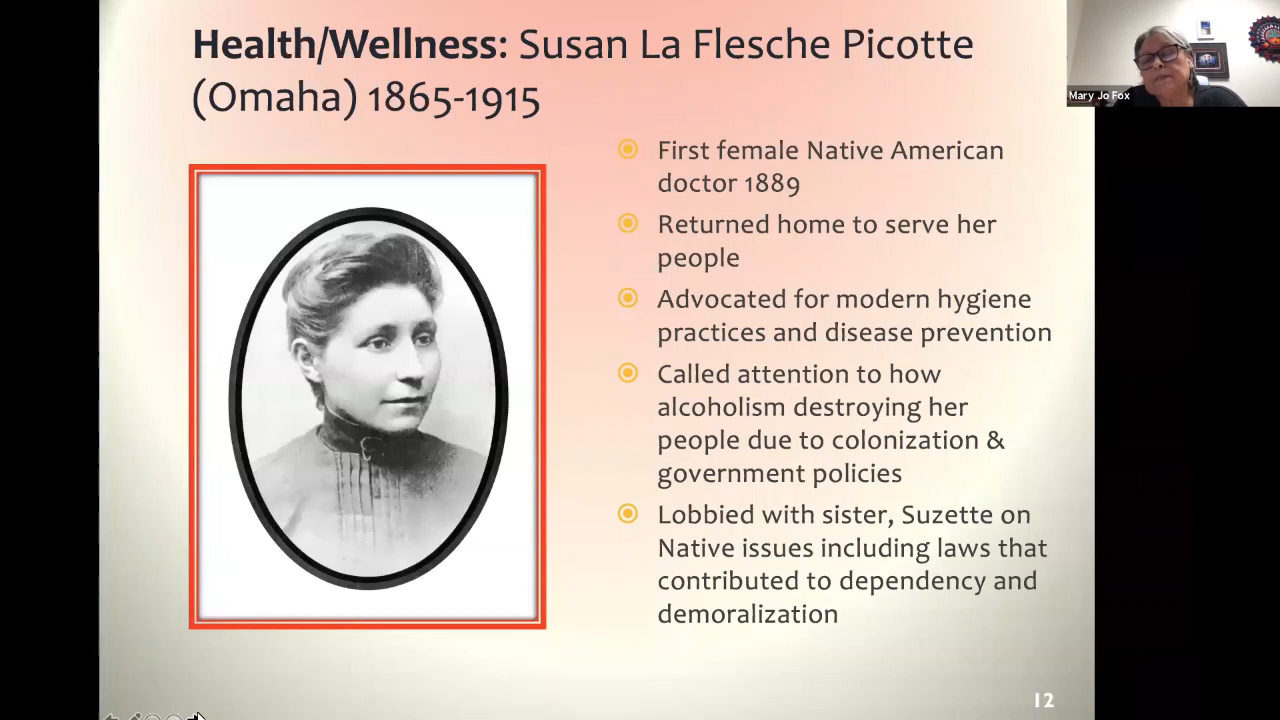 Health/Wellness: Susan La Flesche Picotte
(Omaha) 1865-1915
Mary Jo Fox
First female Native American
doctor 1889
Returned home to serve her
people
Advocated for modern hygiene
practices and disease prevention
Called attention to how
alcoholism destroying her
people due to colonization &
government policies
Lobbied with sister, Suzette on
Native issues including laws that
contributed to dependency and
demoralization
12